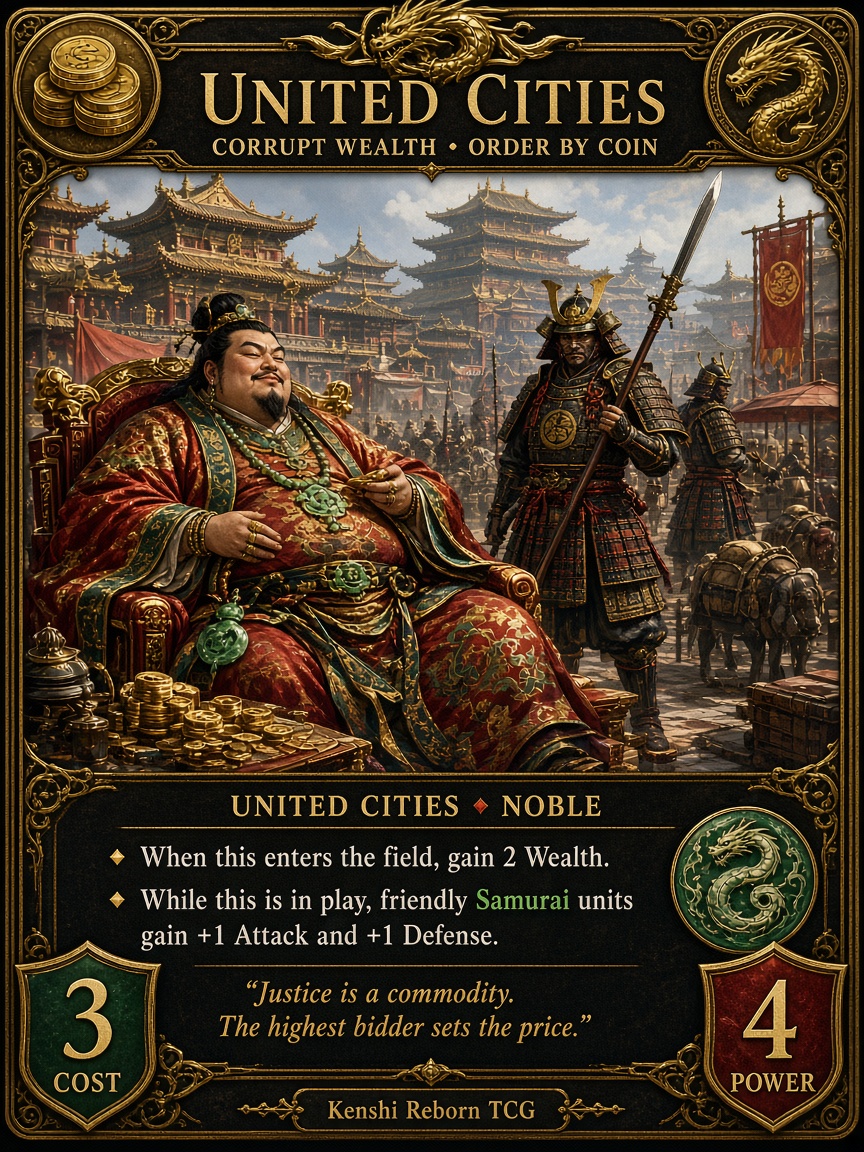 UNITED CITIES
CORRUPT WEALTH • ORDER BY COIN
UNITED CITIES ♦ NOBLE
When this enters the field, gain 2 Wealth.
While this is in play, friendly Samurai units
gain +1 Attack and +1 Defense.
“Justice is a commodity.
The highest bidder sets the price.”
3
COST
4
POWER
Kenshi Reborn TCG